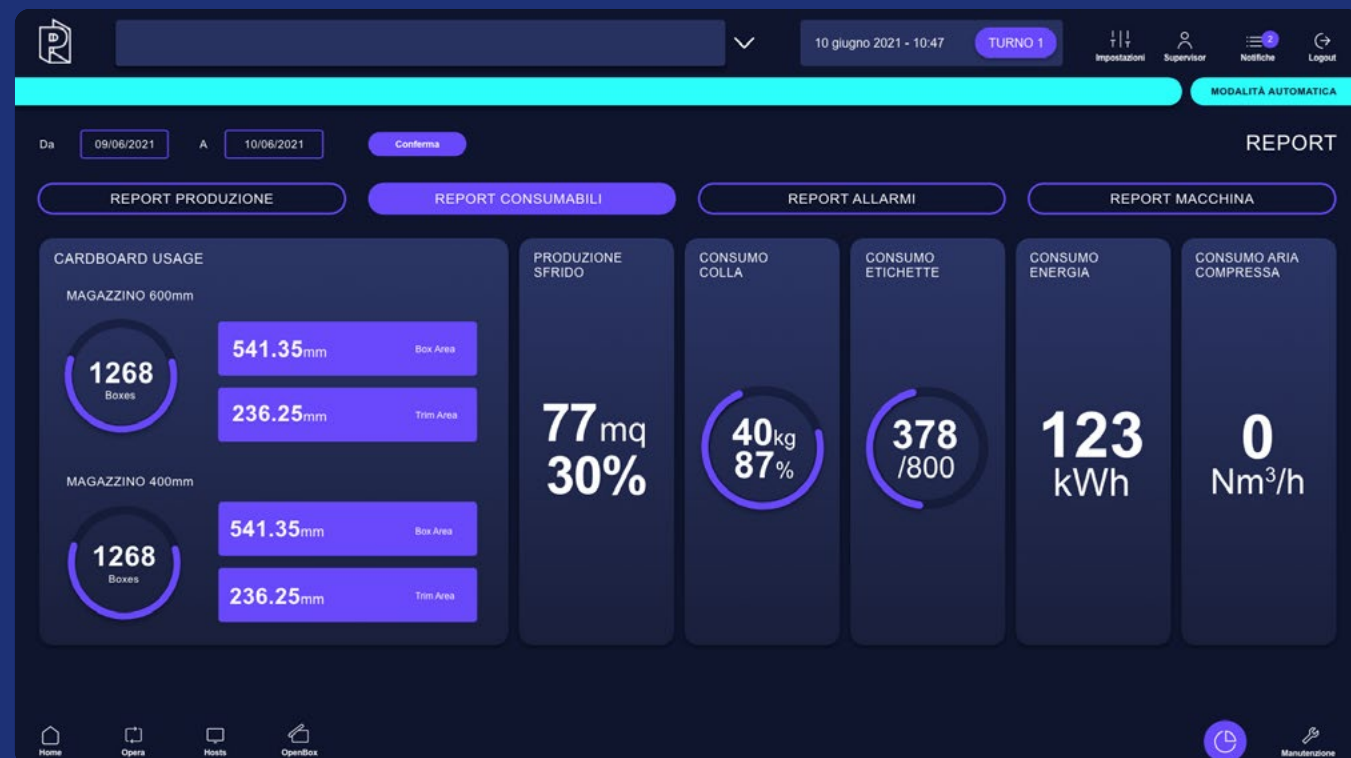 10 giugno 2021 - 10:47
TURNO 1
Impostazioni
Supervisor
2
Notifiche
Logout
MODALITÀ AUTOMATICA
Da
09/06/2021
A
10/06/2021
Conferma
REPORT
REPORT PRODUZIONE
REPORT CONSUMABILI
REPORT ALLARMI
REPORT MACCHINA
CARDBOARD USAGE
MAGAZZINO 600mm
1268
Boxes
541.35mm
Box Area
236.25mm
Trim Area
MAGAZZINO 400mm
1268
Boxes
541.35mm
Box Area
236.25mm
Trim Area
PRODUZIONE
SFRIDO
77 mq
30%
CONSUMO
COLLA
40kg
87%
CONSUMO
ETICHETTE
378
/800
CONSUMO
ENERGIA
123
kWh
CONSUMO ARIA
COMPRESSA
0
Nm³/h
Home
Opera
Hosts
OpenBox
Manutenzione